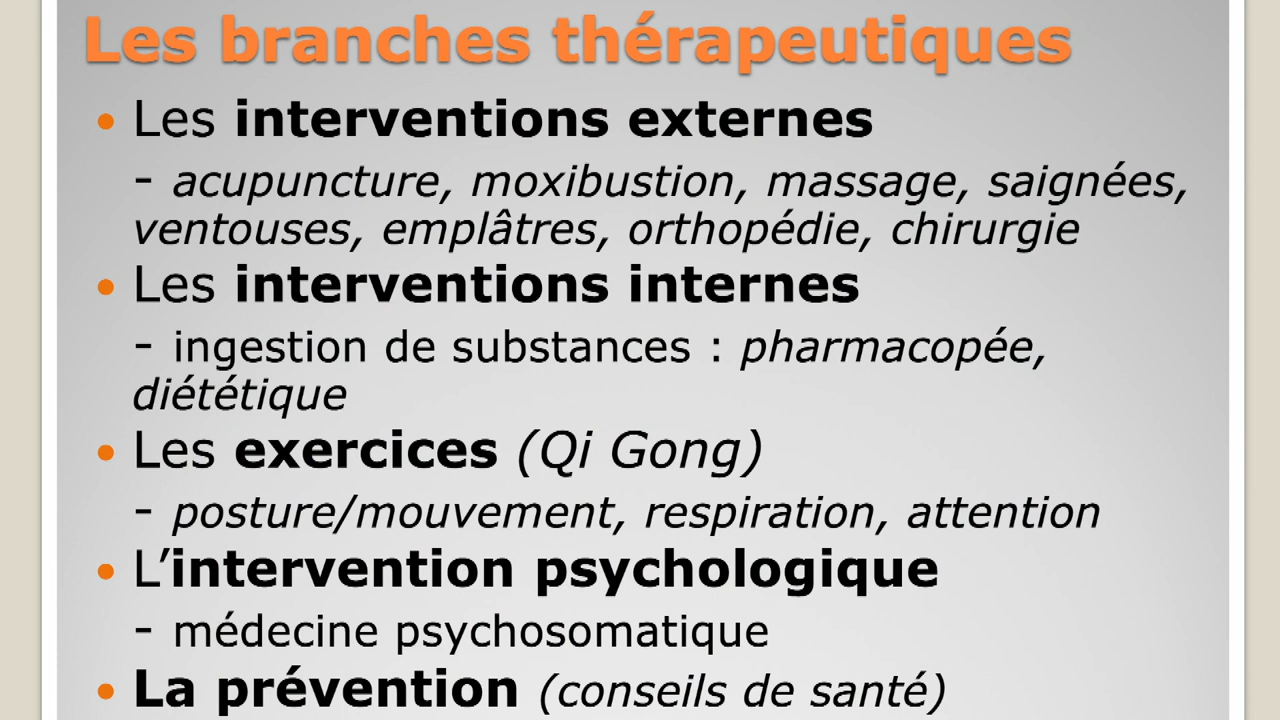 Les branches thérapeutiques
• Les interventions externes
- acupuncture, moxibustion, massage, saignées,
ventouses, emplâtres, orthopédie, chirurgie
• Les interventions internes
- ingestion de substances : pharmacopée,
diététique
• Les exercices (Qi Gong)
- posture/mouvement, respiration, attention
• L’intervention psychologique
- médecine psychosomatique
• La prévention (conseils de santé)